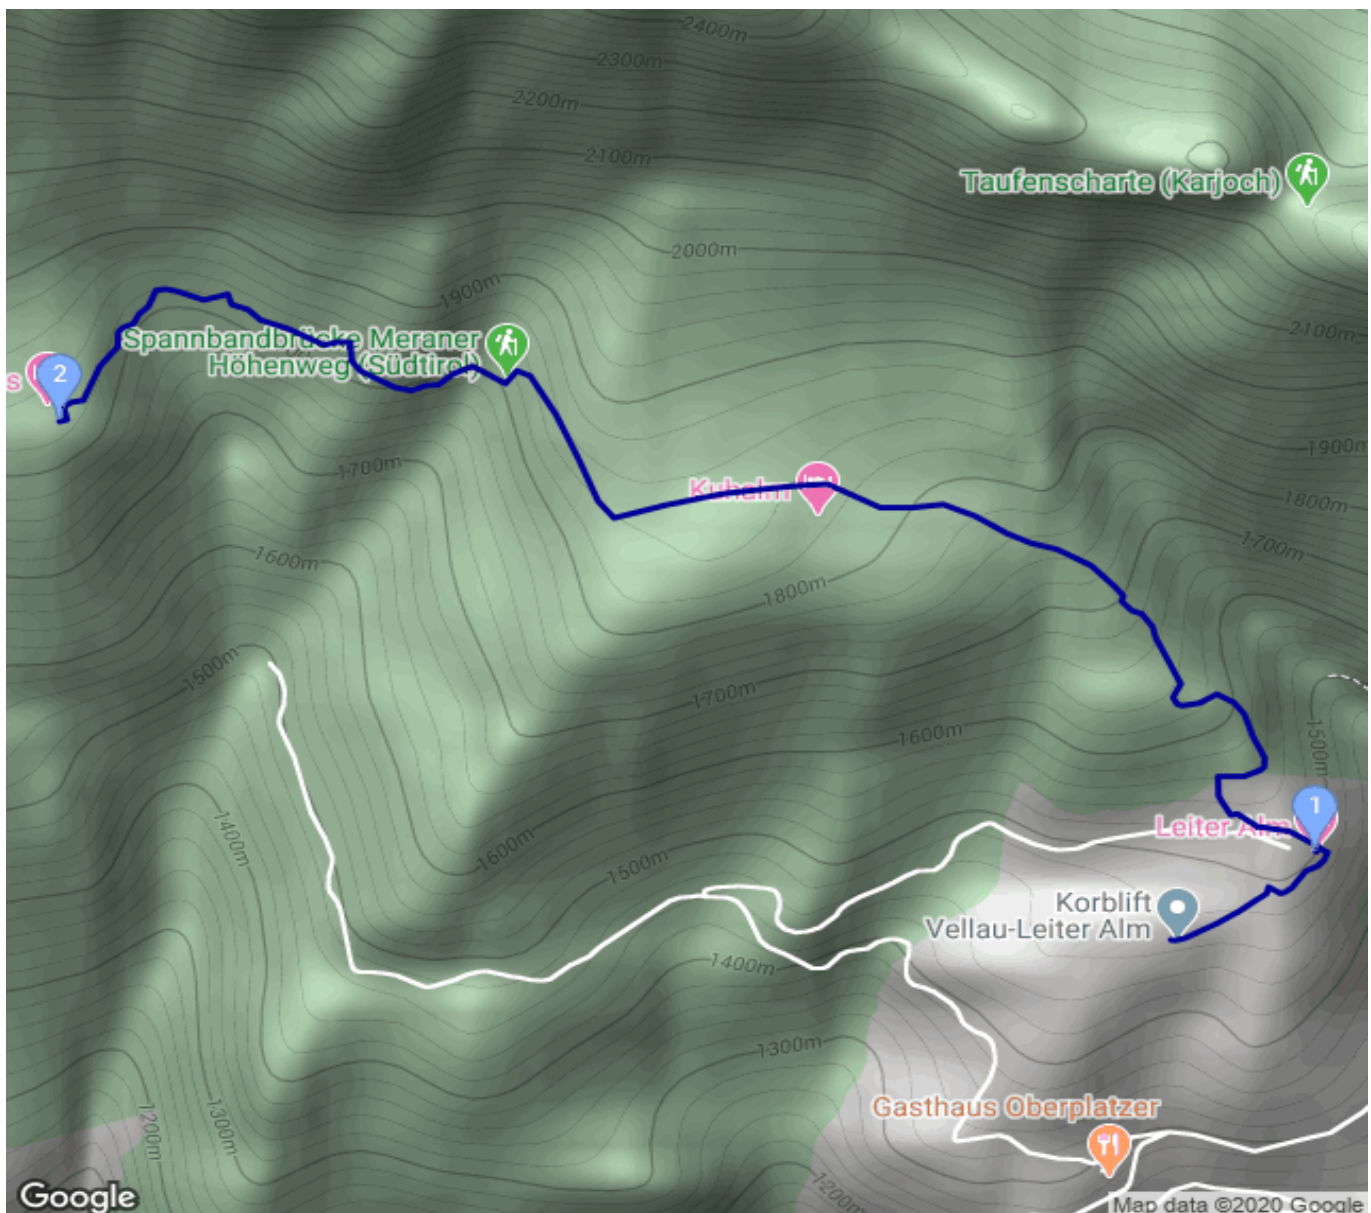 2400m
2300m
2200m
2100m
Taufenscharte (Karjoch)
2000m
1900m
2100m
Spannbandbrücke Meraner
Höhenweg (Südtirol)
s
2
1900m
1700m
Kuhalm
1800m
1700m
1600m
1800m
1500m
1700m
1600m
1500m
1400m
1600m
1500m
1
Leiter Alm
Korblift
Vellau-Leiter Alm
1400m
1300m
Gasthaus Oberplatzer
1200m
1300m
1200m
Google
Map data ©2020 Google